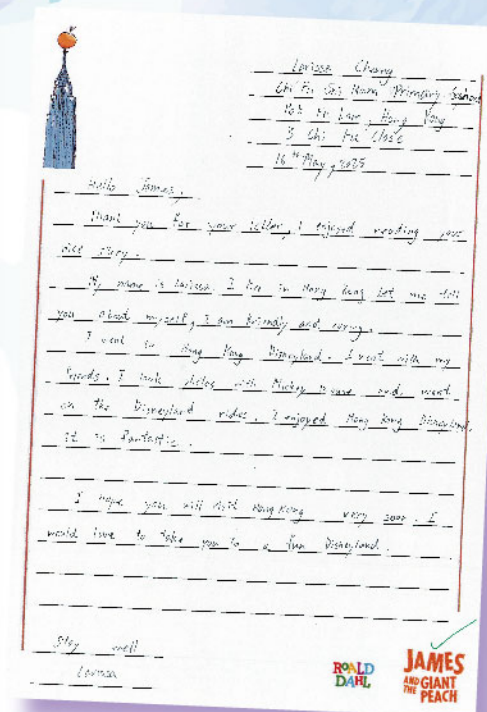 Larissa Chang
Chi Fu Sai Nam Primary School
Pok Fu Lam, Hong Kong
3 Chi Fu Close
16th May, 2025
Hello James,
Thank you for your letter, I enjoyed reading your
nice story.
My name is Larissa. I live in Hong Kong let me tell
you about myself, I am friendly and caring.
I went to Hong Kong Disneyland. I went with my
friends. I took photos with Mickey Mouse and went
on the Disneyland rides. I enjoyed Hong Kong Disneyland,
it is fantastic.
I hope you will visit Hong Kong very soon. I
would love to take you to a fun Disneyland.
Stay well
Larissa
ROALD
DAHL
JAMES
AND THE GIANT
PEACH